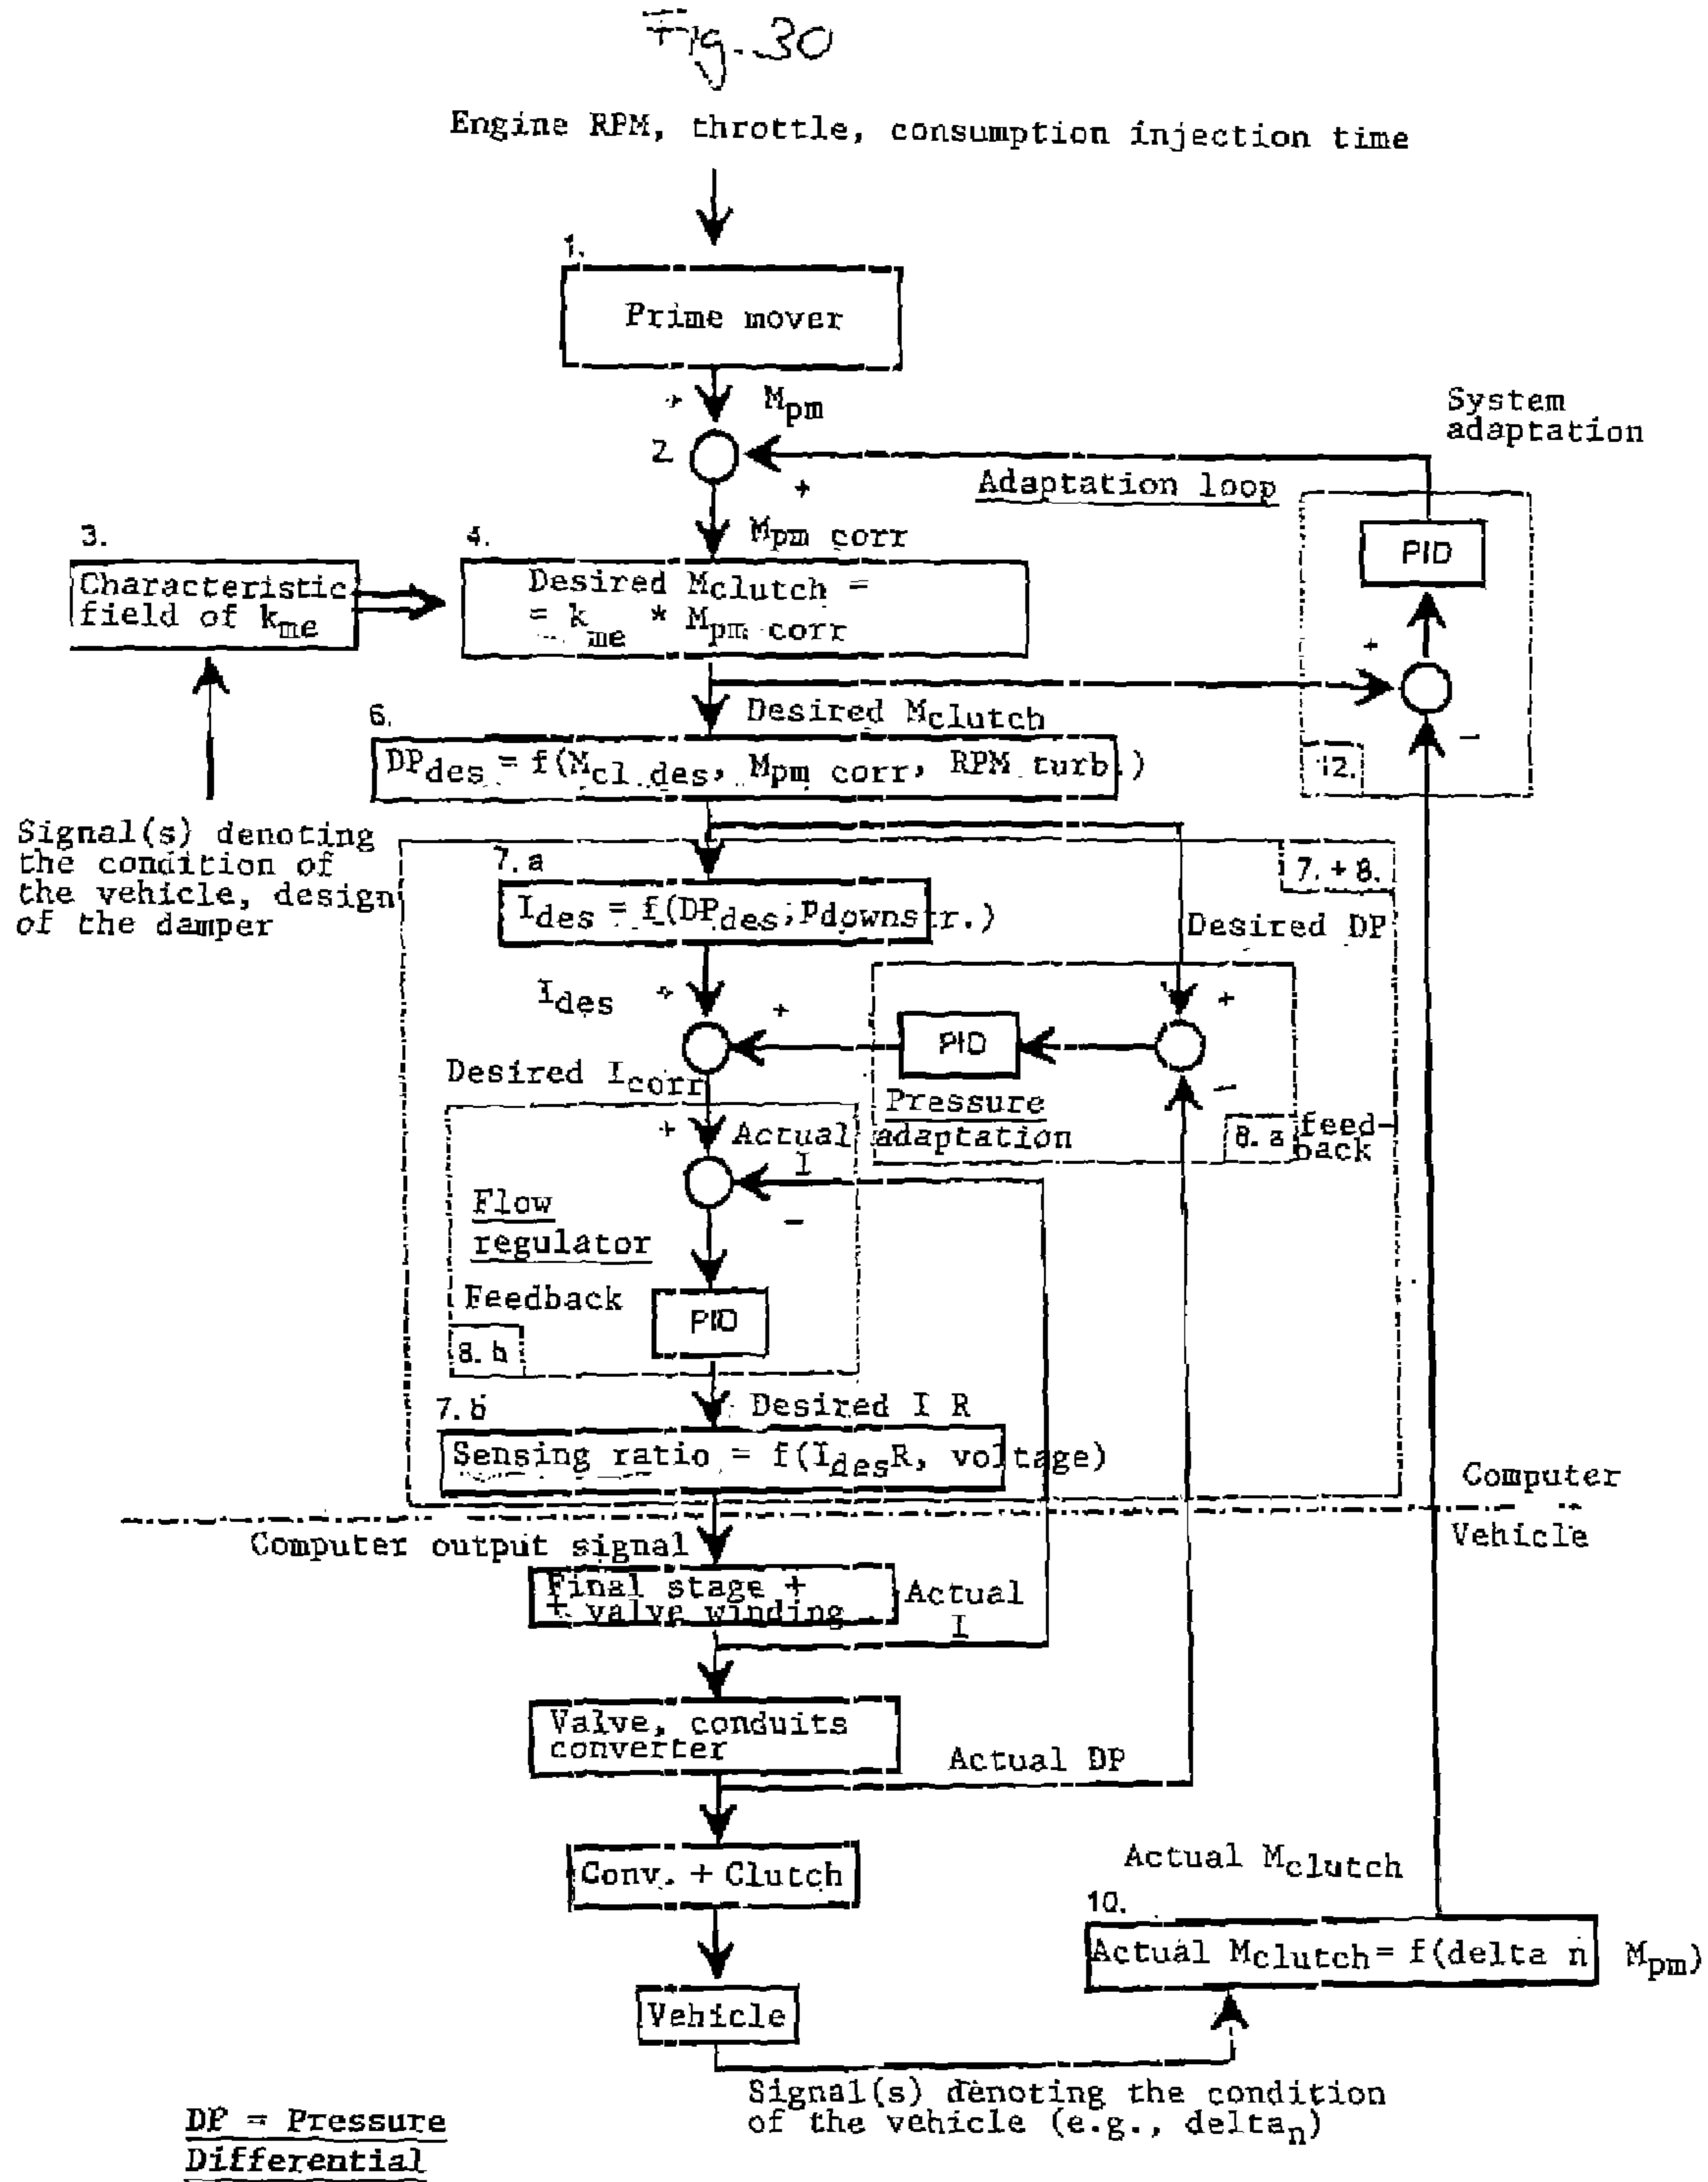 Fig. 30
Engine RPM, throttle, consumption injection time
1.
Prime mover
+
Mpm
System
adaptation
2.
+
Adaptation loop
Mpm corr
PID
3.
Characteristic
field of kme
4.
Desired Mclutch =
= kme * Mpm corr
+
Desired Mclutch
-
12.
6.
DPdes = f(Mcl.des, Mpm corr, RPM turb.)
Signal(s) denoting
the condition of
the vehicle, design
of the damper
7.a
7.+8.
Ides = f(DPdes;Pdownstr.)
Desired DP
Ides
+
+
+
PID
Desired Icorr
-
Pressure
adaptation
8.a
feed-
back
+
Actual
I
-
Flow
regulator
Feedback
PID
8.b
7.b
Desired I R
Sensing ratio = f(IdesR, voltage)
Computer
Vehicle
Computer output signal
Final stage +
+ valve winding
Actual
I
Valve, conduits
converter
Actual DP
Conv. + Clutch
Actual Mclutch
10.
Actual Mclutch = f(delta n Mpm)
Vehicle
Signal(s) denoting the condition
of the vehicle (e.g., deltan)
DP = Pressure
Differential